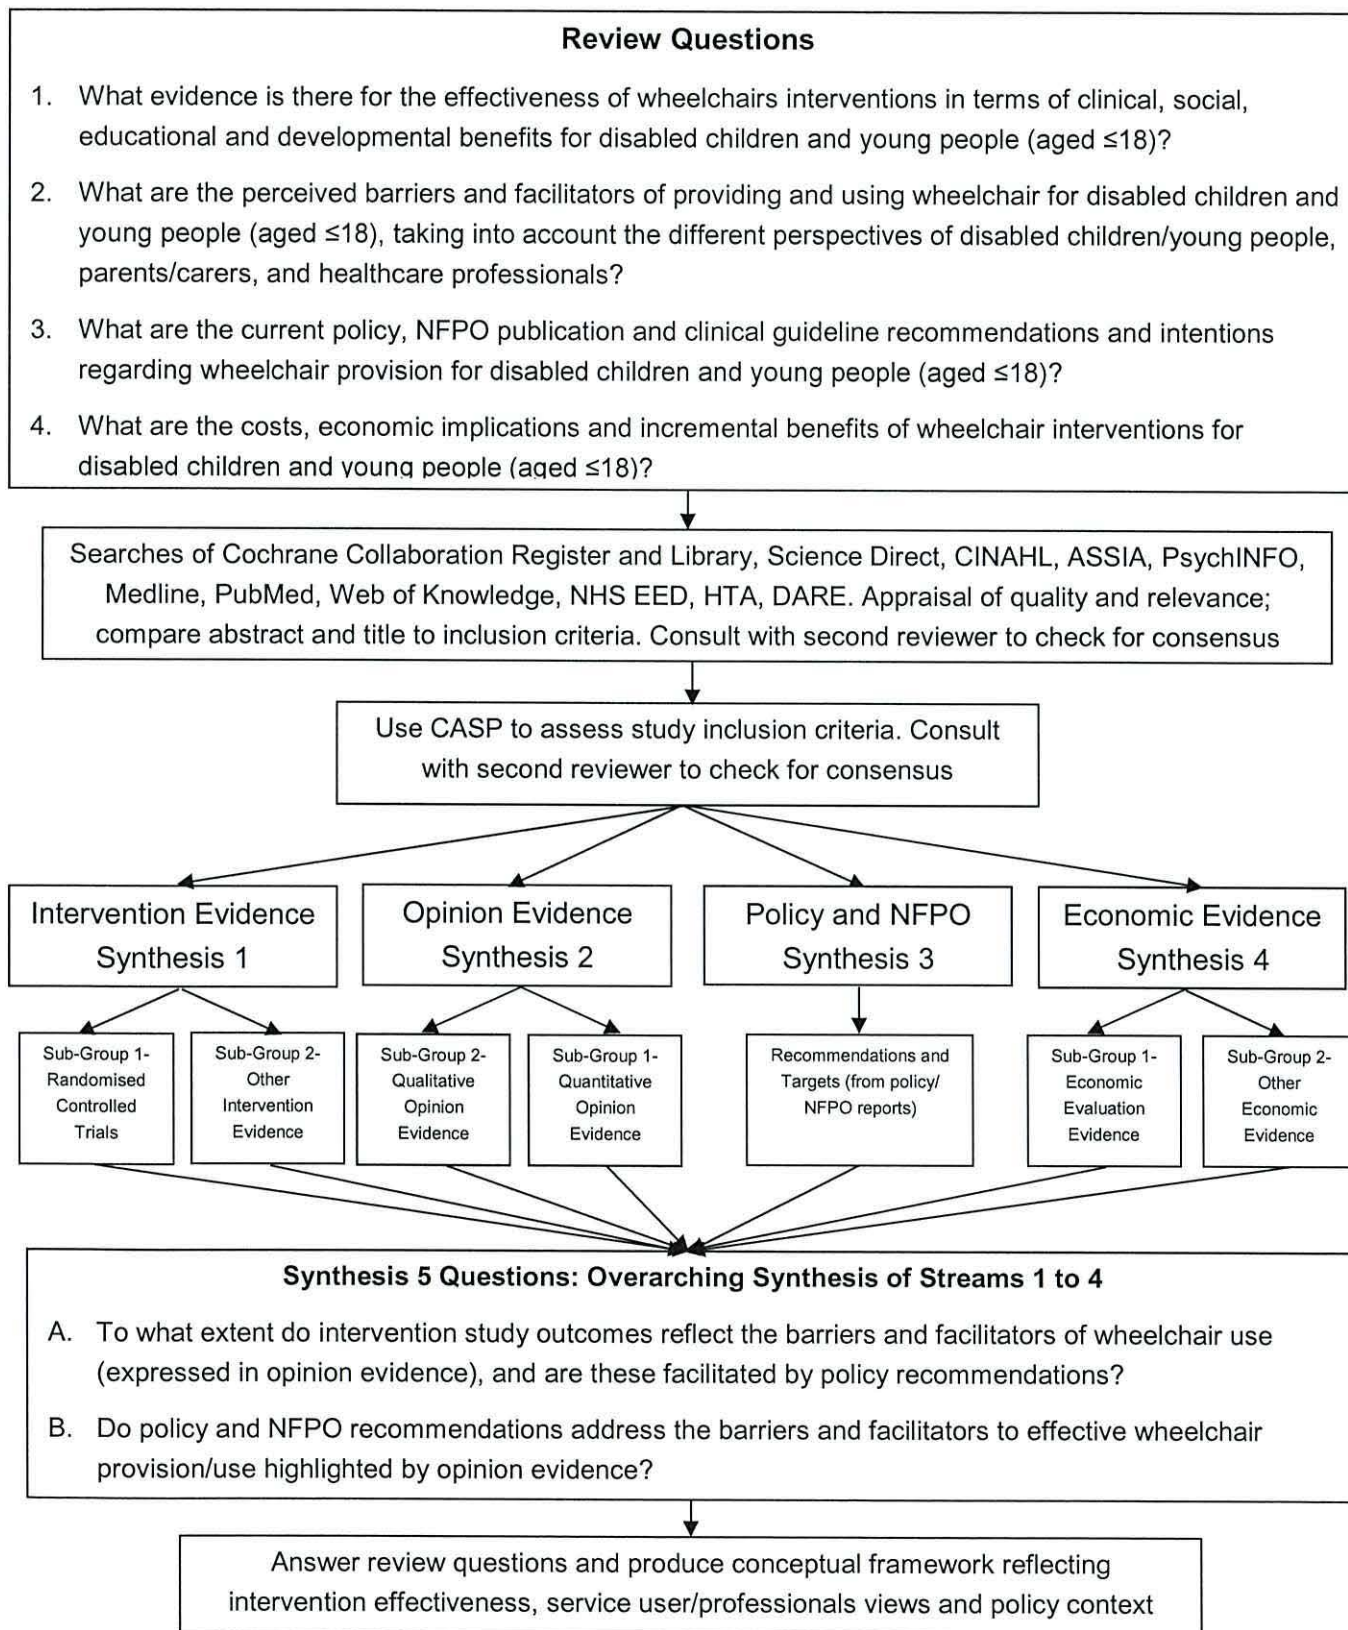 Review Questions
1. What evidence is there for the effectiveness of wheelchairs interventions in terms of clinical, social,
educational and developmental benefits for disabled children and young people (aged ≤18)?
2. What are the perceived barriers and facilitators of providing and using wheelchair for disabled children and
young people (aged ≤18), taking into account the different perspectives of disabled children/young people,
parents/carers, and healthcare professionals?
3. What are the current policy, NFPO publication and clinical guideline recommendations and intentions
regarding wheelchair provision for disabled children and young people (aged ≤18)?
4. What are the costs, economic implications and incremental benefits of wheelchair interventions for
disabled children and young people (aged ≤18)?
Searches of Cochrane Collaboration Register and Library, Science Direct, CINAHL, ASSIA, PsychINFO,
Medline, PubMed, Web of Knowledge, NHS EED, HTA, DARE. Appraisal of quality and relevance;
compare abstract and title to inclusion criteria. Consult with second reviewer to check for consensus
Use CASP to assess study inclusion criteria. Consult
with second reviewer to check for consensus
Intervention Evidence
Synthesis 1
Opinion Evidence
Synthesis 2
Policy and NFPO
Synthesis 3
Economic Evidence
Synthesis 4
Sub-Group 1-
Randomised
Controlled
Trials
Sub-Group 2-
Other
Intervention
Evidence
Sub-Group 2-
Qualitative
Opinion
Evidence
Sub-Group 1-
Quantitative
Opinion
Evidence
Recommendations and
Targets (from policy/
NFPO reports)
Sub-Group 1-
Economic
Evaluation
Evidence
Sub-Group 2-
Other
Economic
Evidence
Synthesis 5 Questions: Overarching Synthesis of Streams 1 to 4
A. To what extent do intervention study outcomes reflect the barriers and facilitators of wheelchair use
(expressed in opinion evidence), and are these facilitated by policy recommendations?
B. Do policy and NFPO recommendations address the barriers and facilitators to effective wheelchair
provision/use highlighted by opinion evidence?
Answer review questions and produce conceptual framework reflecting
intervention effectiveness, service user/professionals views and policy context